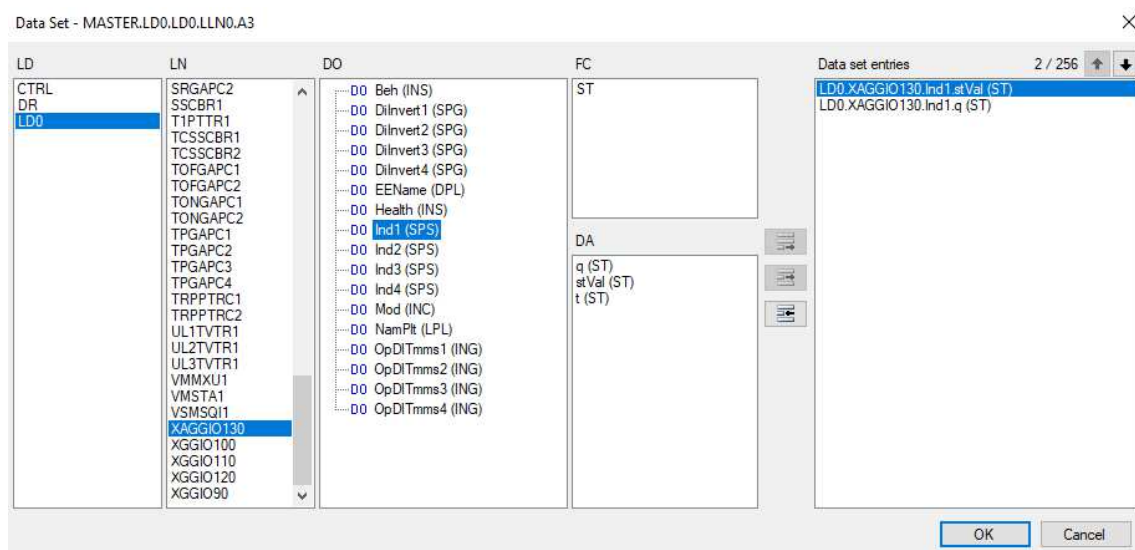 Data Set - MASTER.LD0.LD0.LLN0.A3
LD
CTRL
DR
LD0
LN
SRGAPC2
SSCBR1
T1PTTR1
TCSSCBR1
TCSSCBR2
TOFGAPC1
TOFGAPC2
TONGAPC1
TONGAPC2
TPGAPC1
TPGAPC2
TPGAPC3
TPGAPC4
TRPPTRC1
TRPPTRC2
UL1TVTR1
UL2TVTR1
UL3TVTR1
VMMXU1
VMSTA1
VSMSQI1
XAGGIO130
XGGIO100
XGGIO110
XGGIO120
XGGIO90
DO
DO Beh (INS)
DO DiInvert1 (SPG)
DO DiInvert2 (SPG)
DO DiInvert3 (SPG)
DO DiInvert4 (SPG)
DO EEName (DPL)
DO Health (INS)
DO Ind1 (SPS)
DO Ind2 (SPS)
DO Ind3 (SPS)
DO Ind4 (SPS)
DO Mod (INC)
DO NamPlt (LPL)
DO OpDlTmms1 (ING)
DO OpDlTmms2 (ING)
DO OpDlTmms3 (ING)
DO OpDlTmms4 (ING)
FC
ST
DA
q (ST)
stVal (ST)
t (ST)
Data set entries 2 / 256
LD0.XAGGIO130.Ind1.stVal (ST)
LD0.XAGGIO130.Ind1.q (ST)
OK Cancel